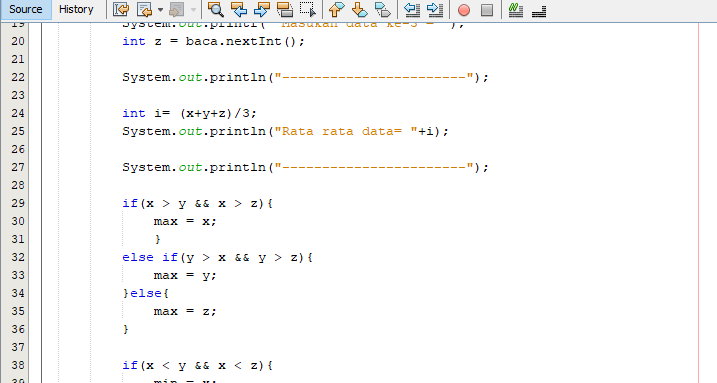 Source History
19 System.out.println("Masukan data ke-3 = ");
20 int z = baca.nextInt();
21
22 System.out.println("-----------------------");
23
24 int i= (x+y+z)/3;
25 System.out.println("Rata rata data= "+i);
26
27 System.out.println("-----------------------");
28
29 if(x > y && x > z){
30 max = x;
31 }
32 else if(y > x && y > z){
33 max = y;
34 }else{
35 max = z;
36 }
37
38 if(x < y && x < z){
39 min = x;